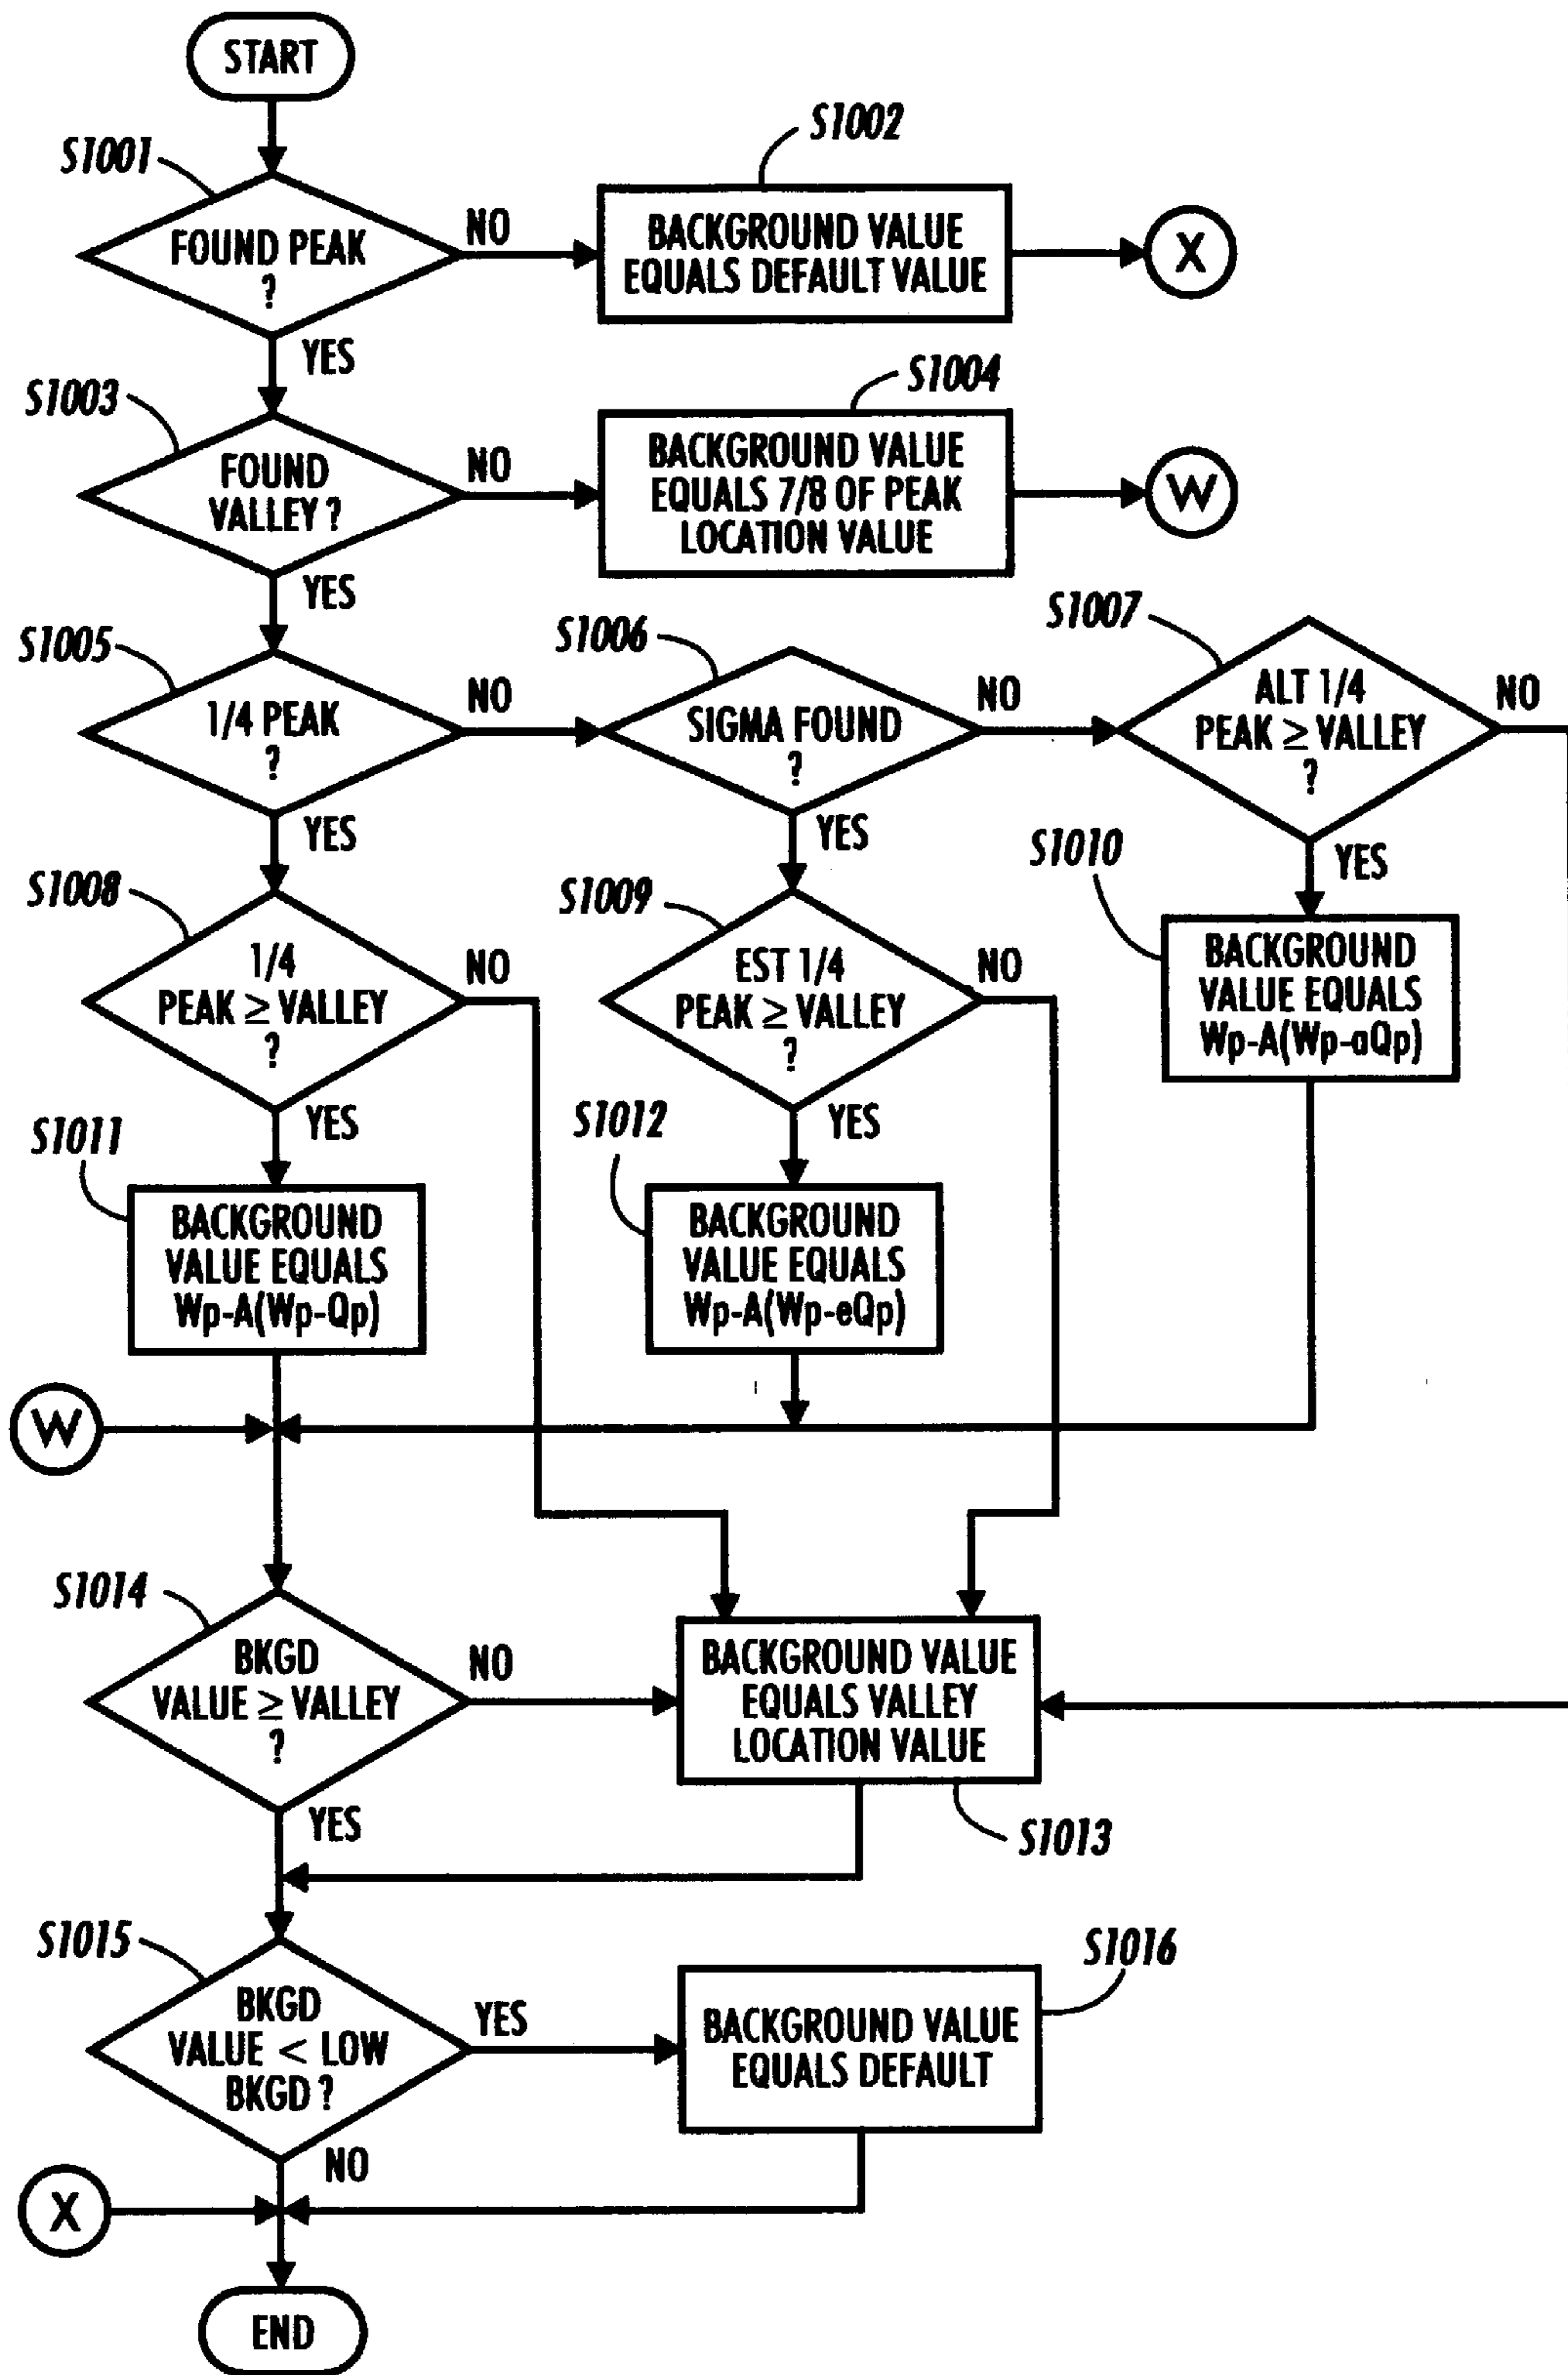 START
S1001
FOUND PEAK
?
NO
S1002
BACKGROUND VALUE
EQUALS DEFAULT VALUE
X
YES
S1003
FOUND
VALLEY ?
NO
S1004
BACKGROUND VALUE
EQUALS 7/8 OF PEAK
LOCATION VALUE
W
YES
S1005
1/4 PEAK
?
NO
S1006
SIGMA FOUND
?
NO
S1007
ALT 1/4
PEAK ≥ VALLEY
?
NO
YES
YES
YES
S1008
1/4
PEAK ≥ VALLEY
?
NO
S1009
EST 1/4
PEAK ≥ VALLEY
?
NO
S1010
BACKGROUND
VALUE EQUALS
Wp-A(Wp-aQp)
YES
YES
S1011
BACKGROUND
VALUE EQUALS
Wp-A(Wp-Qp)
S1012
BACKGROUND
VALUE EQUALS
Wp-A(Wp-eQp)
W
S1014
BKGD
VALUE ≥ VALLEY
?
NO
BACKGROUND VALUE
EQUALS VALLEY
LOCATION VALUE
S1013
YES
S1015
BKGD
VALUE < LOW
BKGD ?
YES
S1016
BACKGROUND VALUE
EQUALS DEFAULT
NO
X
END